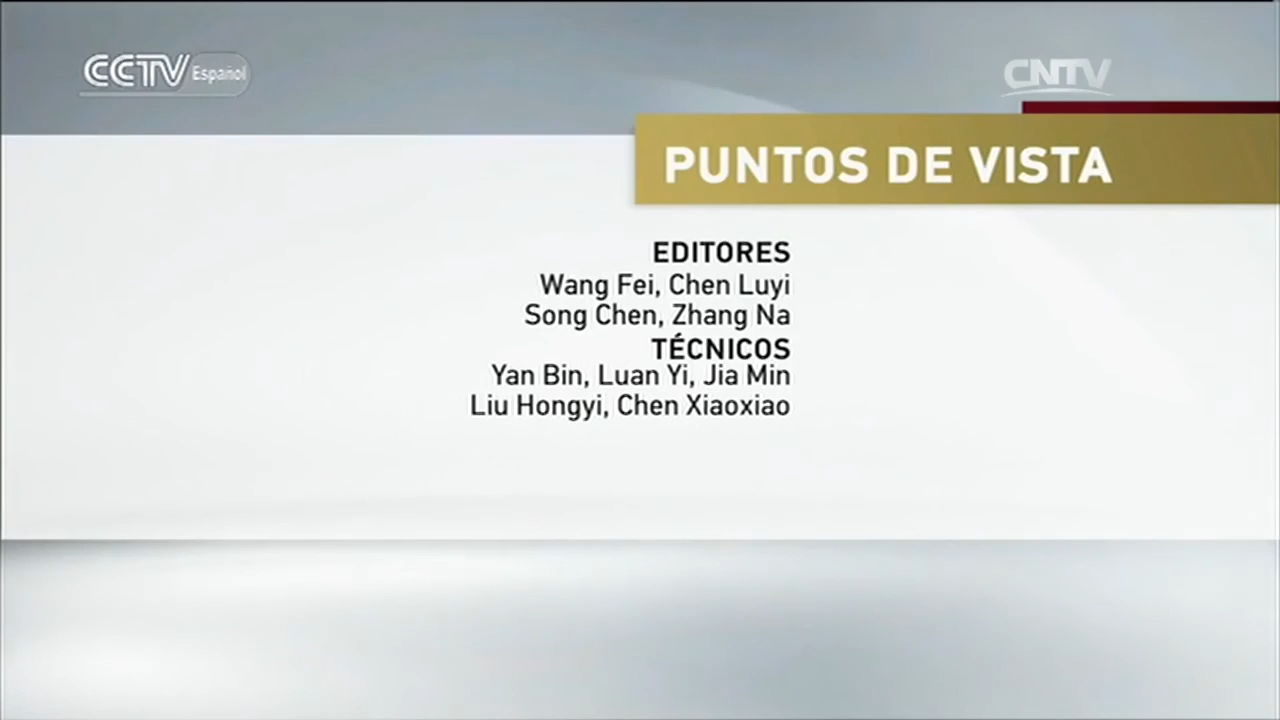 CCTV Español
CNTV
PUNTOS DE VISTA
EDITORES
Wang Fei, Chen Luyi
Song Chen, Zhang Na
TÉCNICOS
Yan Bin, Luan Yi, Jia Min
Liu Hongyi, Chen Xiaoxiao